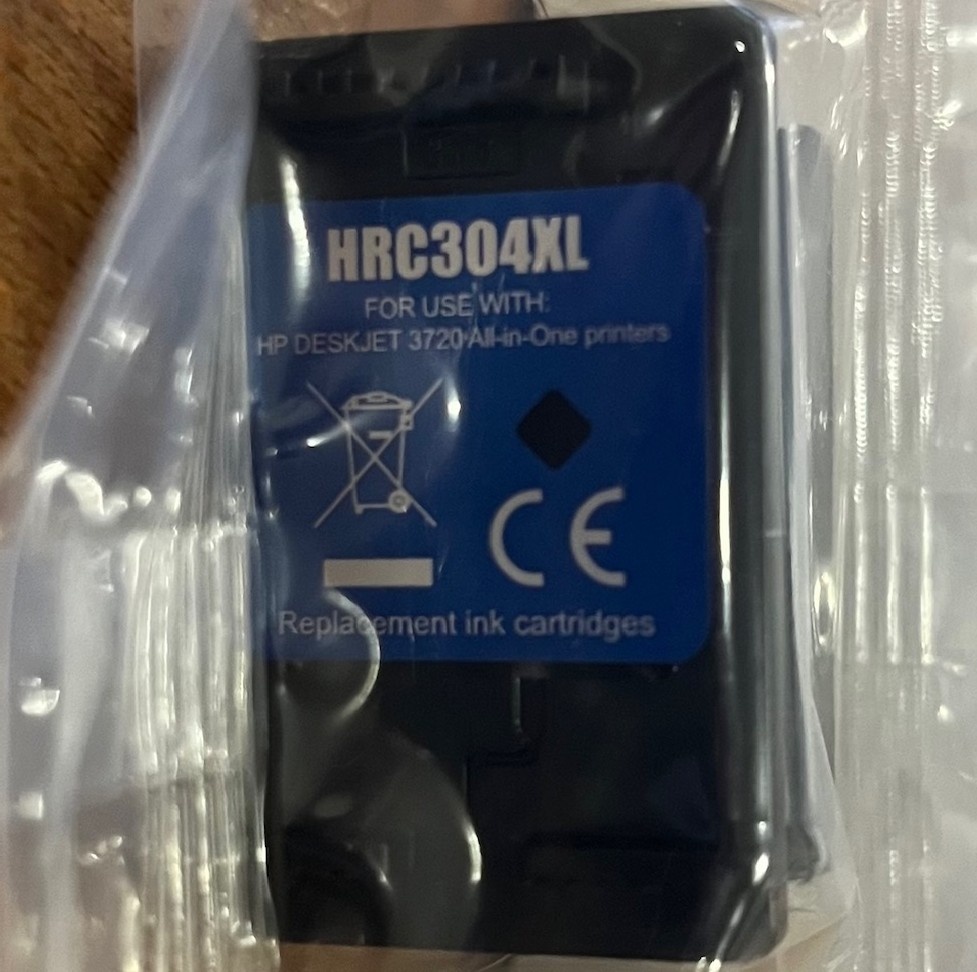 HRC304XL
FOR USE WITH:
HP DESKJET 3720 All-in-One printers
CE
Replacement ink cartridges